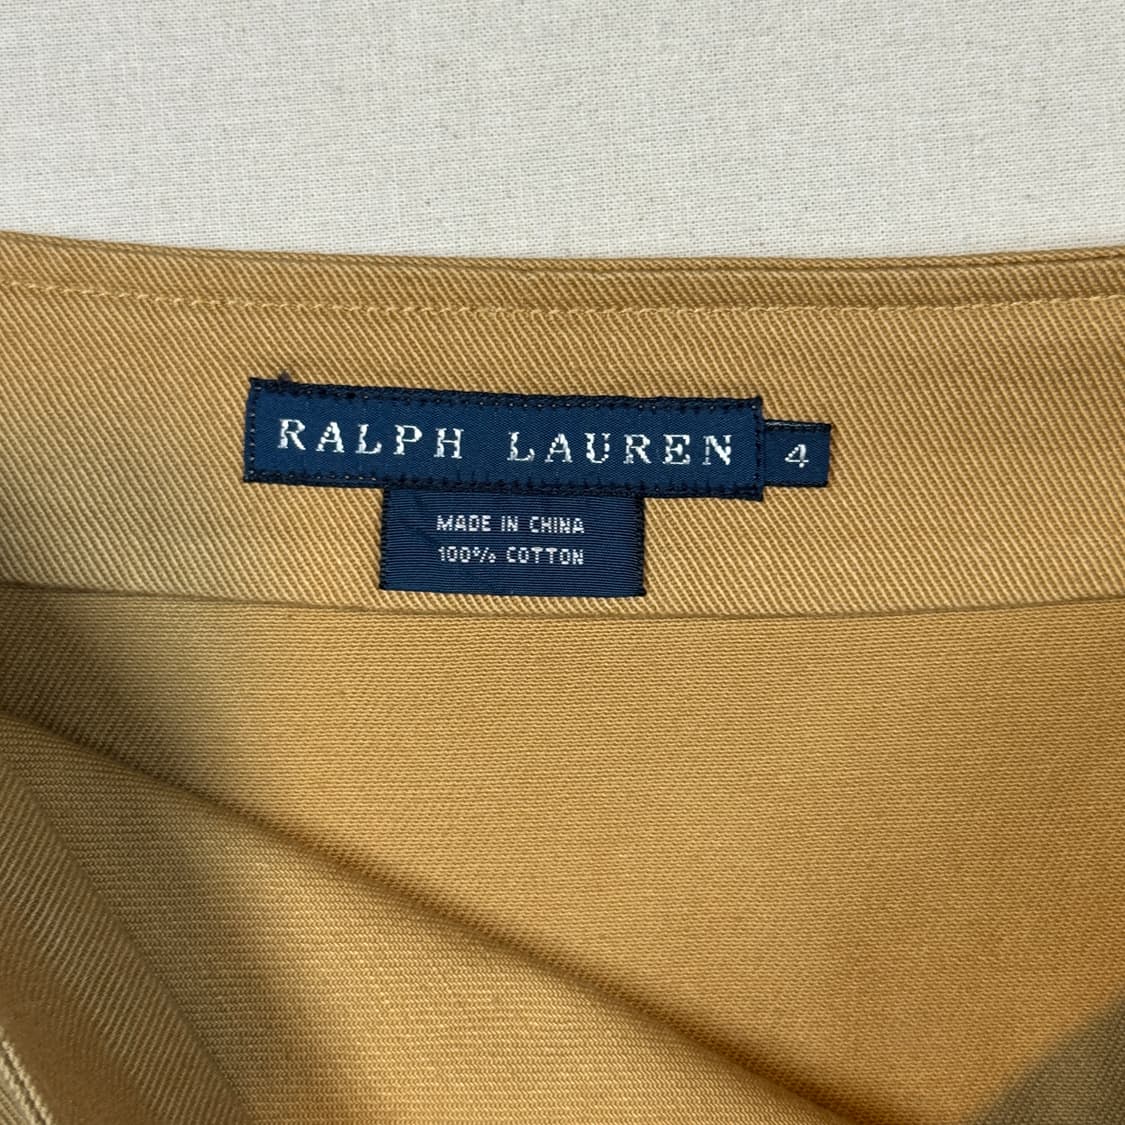 RALPH LAUREN 4
MADE IN CHINA
100% COTTON